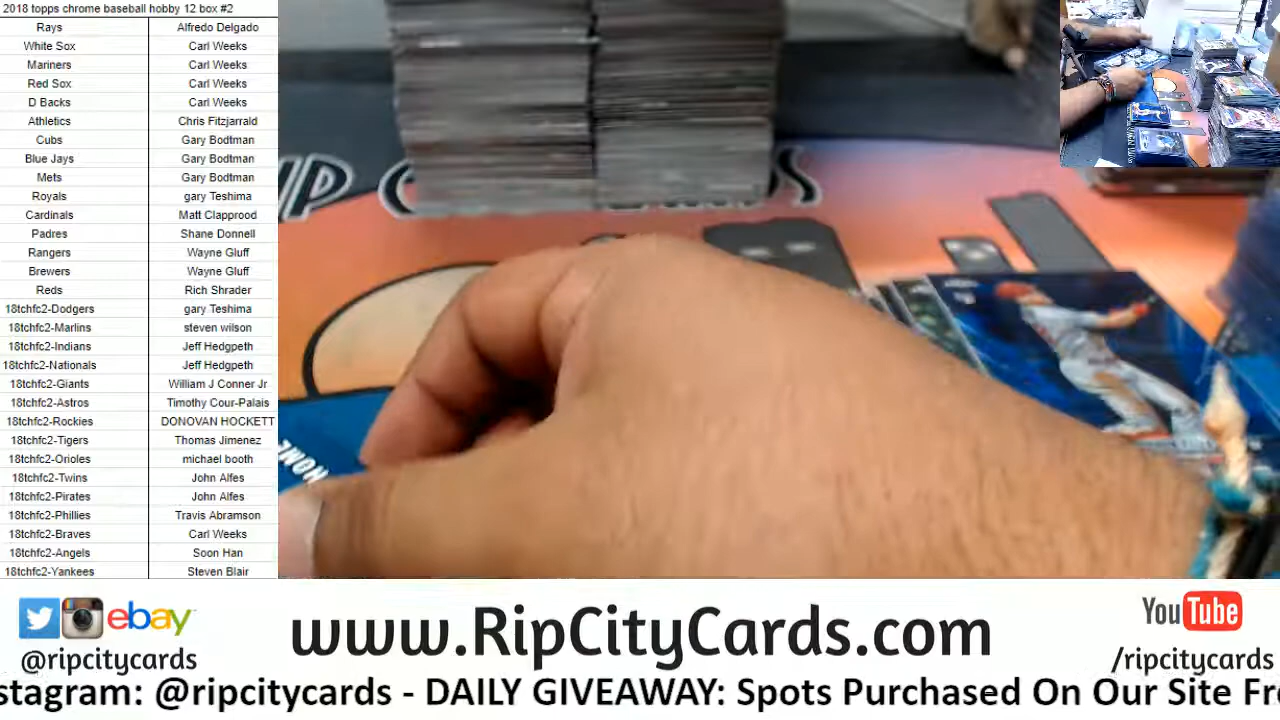 2018 topps chrome baseball hobby 12 box #2
Rays Alfredo Delgado
White Sox Carl Weeks
Mariners Carl Weeks
Red Sox Carl Weeks
D Backs Carl Weeks
Athletics Chris Fitzjarrald
Cubs Gary Bodtman
Blue Jays Gary Bodtman
Mets Gary Bodtman
Royals gary Teshima
Cardinals Matt Clapprood
Padres Shane Donnell
Rangers Wayne Gluff
Brewers Wayne Gluff
Reds Rich Shrader
18tchfc2-Dodgers gary Teshima
18tchfc2-Marlins steven wilson
18tchfc2-Indians Jeff Hedgpeth
18tchfc2-Nationals Jeff Hedgpeth
18tchfc2-Giants William J Conner Jr
18tchfc2-Astros Timothy Cour-Palais
18tchfc2-Rockies DONOVAN HOCKETT
18tchfc2-Tigers Thomas Jimenez
18tchfc2-Orioles michael booth
18tchfc2-Twins John Alfes
18tchfc2-Pirates John Alfes
18tchfc2-Phillies Travis Abramson
18tchfc2-Braves Carl Weeks
18tchfc2-Angels Soon Han
18tchfc2-Yankees Steven Blair
HOME
ebay
@ripcitycards
www.RipCityCards.com
YouTube
/ripcitycards
stagram: @ripcitycards - DAILY GIVEAWAY: Spots Purchased On Our Site Fr